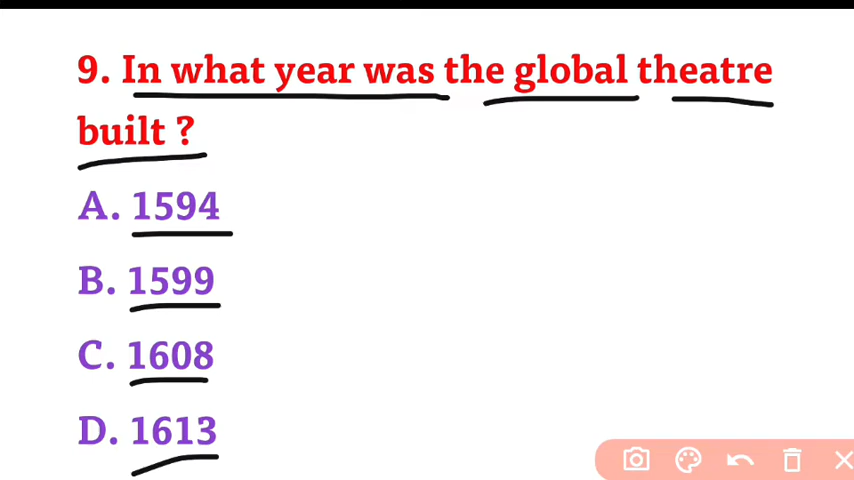 9. In what year was the global theatre
built ?
A. 1594
B. 1599
C. 1608
D. 1613